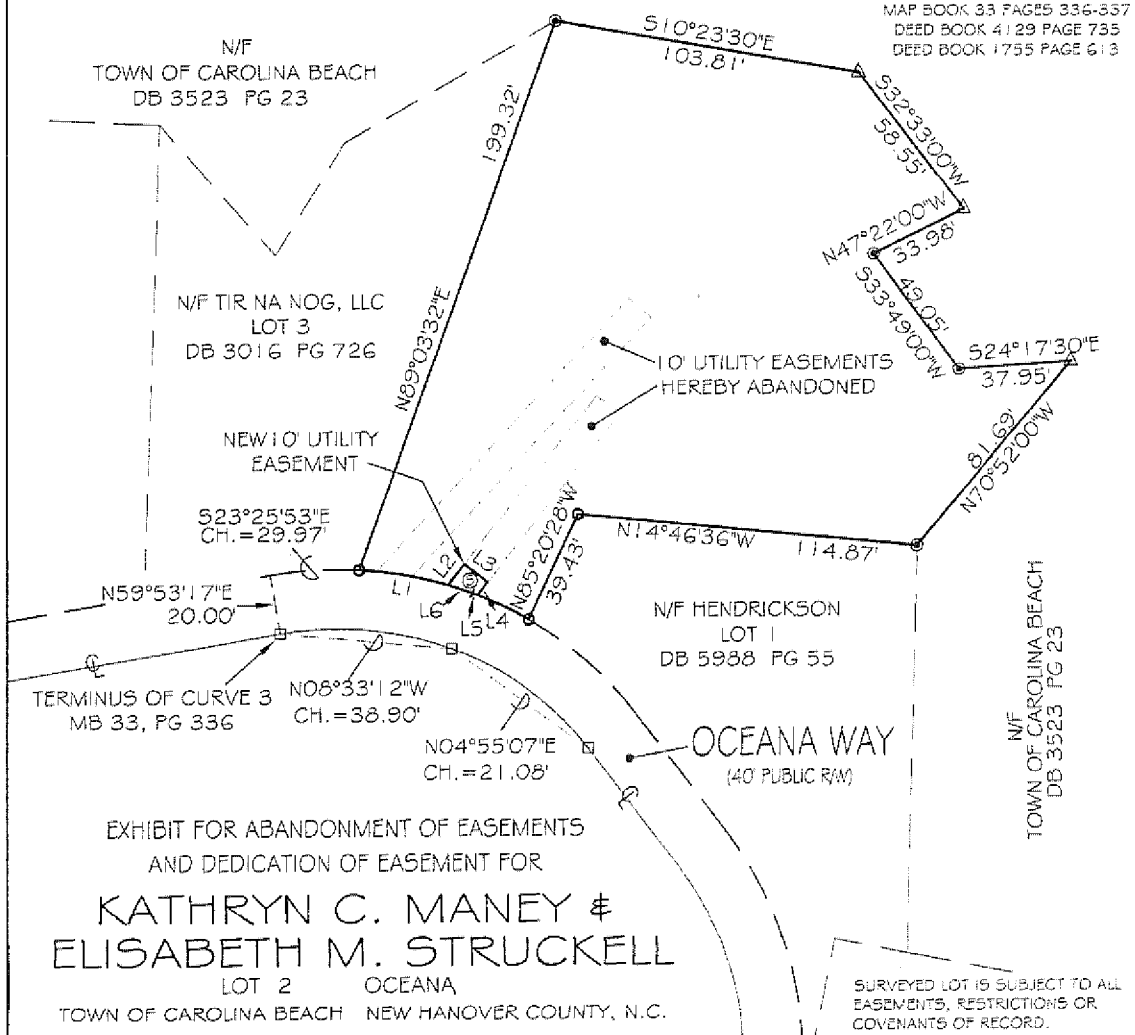 MAP BOOK 33 PAGES 336-337
DEED BOOK 4129 PAGE 735
DEED BOOK 1755 PAGE 613
N/F
TOWN OF CAROLINA BEACH
DB 3523 PG 23
S10°23'30"E
103.81'
S32°33'00"W
58.55'
199.32'
N89°03'32"E
N47°22'00"W
33.98'
49.05'
S33°49'00"W
S24°17'30"E
37.95'
81.69'
N70°52'00"W
N/F TIR NA NOG, LLC
LOT 3
DB 3016 PG 726
10' UTILITY EASEMENTS
HEREBY ABANDONED
NEW 10' UTILITY
EASEMENT
S23°25'53"E
CH.=29.97'
N59°53'17"E
20.00'
L1
L2
L3
L4
L5
L6
S
N85°20'28"W
39.43'
N14°46'36"W
114.87'
N/F HENDRICKSON
LOT 1
DB 5988 PG 55
N/F
TOWN OF CAROLINA BEACH
DB 3523 PG 23
TERMINUS OF CURVE 3
MB 33, PG 336
N08°33'12"W
CH.=38.90'
N04°55'07"E
CH.=21.08'
OCEANA WAY
(40' PUBLIC R/W)
EXHIBIT FOR ABANDONMENT OF EASEMENTS
AND DEDICATION OF EASEMENT FOR
KATHRYN C. MANEY &
ELISABETH M. STRUCKELL
LOT 2 OCEANA
TOWN OF CAROLINA BEACH NEW HANOVER COUNTY, N.C.
SURVEYED LOT IS SUBJECT TO ALL
EASEMENTS, RESTRICTIONS OR
COVENANTS OF RECORD.